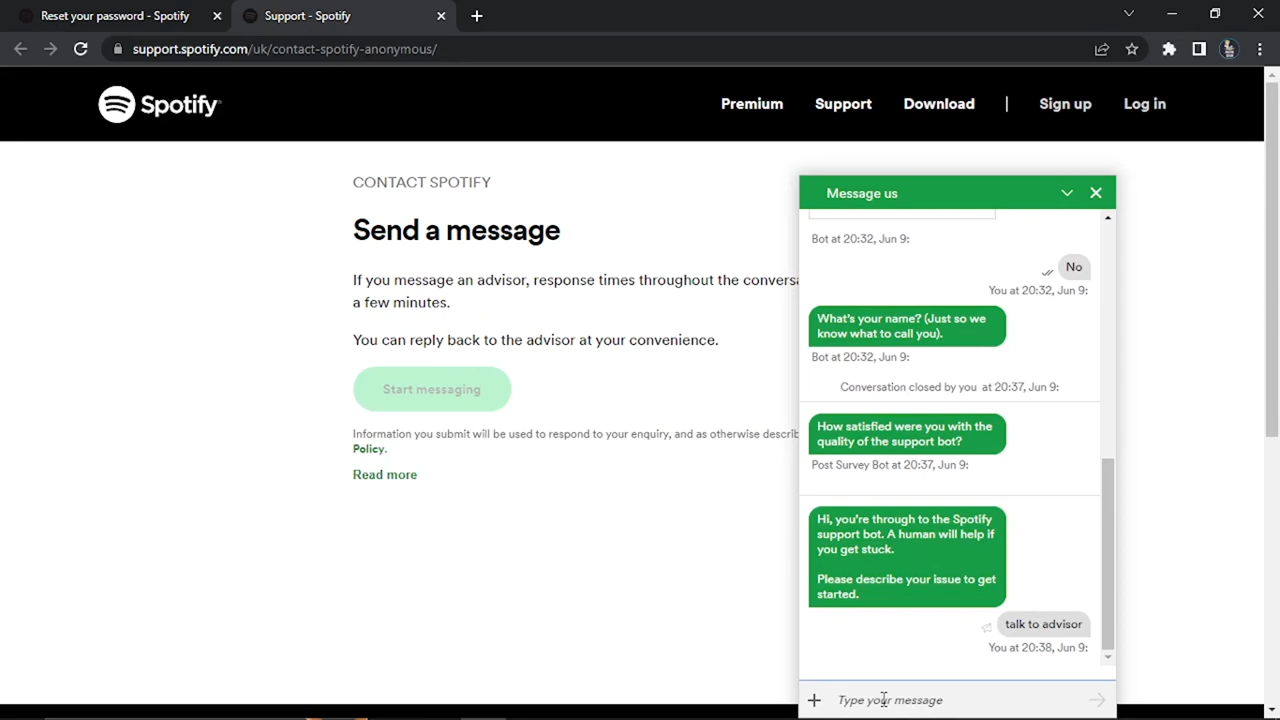 Reset your password - Spotify
Support - Spotify
support.spotify.com/uk/contact-spotify-anonymous/
Spotify
Premium
Support
Download
|
Sign up
Log in
CONTACT SPOTIFY
Send a message
If you message an advisor, response times throughout the conversa
a few minutes.
You can reply back to the advisor at your convenience.
Start messaging
Information you submit will be used to respond to your enquiry, and as otherwise describ
Policy.
Read more
Message us
Bot at 20:32, Jun 9:
No
You at 20:32, Jun 9:
What's your name? (Just so we
know what to call you).
Bot at 20:32, Jun 9:
Conversation closed by you at 20:37, Jun 9:
How satisfied were you with the
quality of the support bot?
Post Survey Bot at 20:37, Jun 9:
Hi, you're through to the Spotify
support bot. A human will help if
you get stuck.
Please describe your issue to get
started.
talk to advisor
You at 20:38, Jun 9:
Type your message